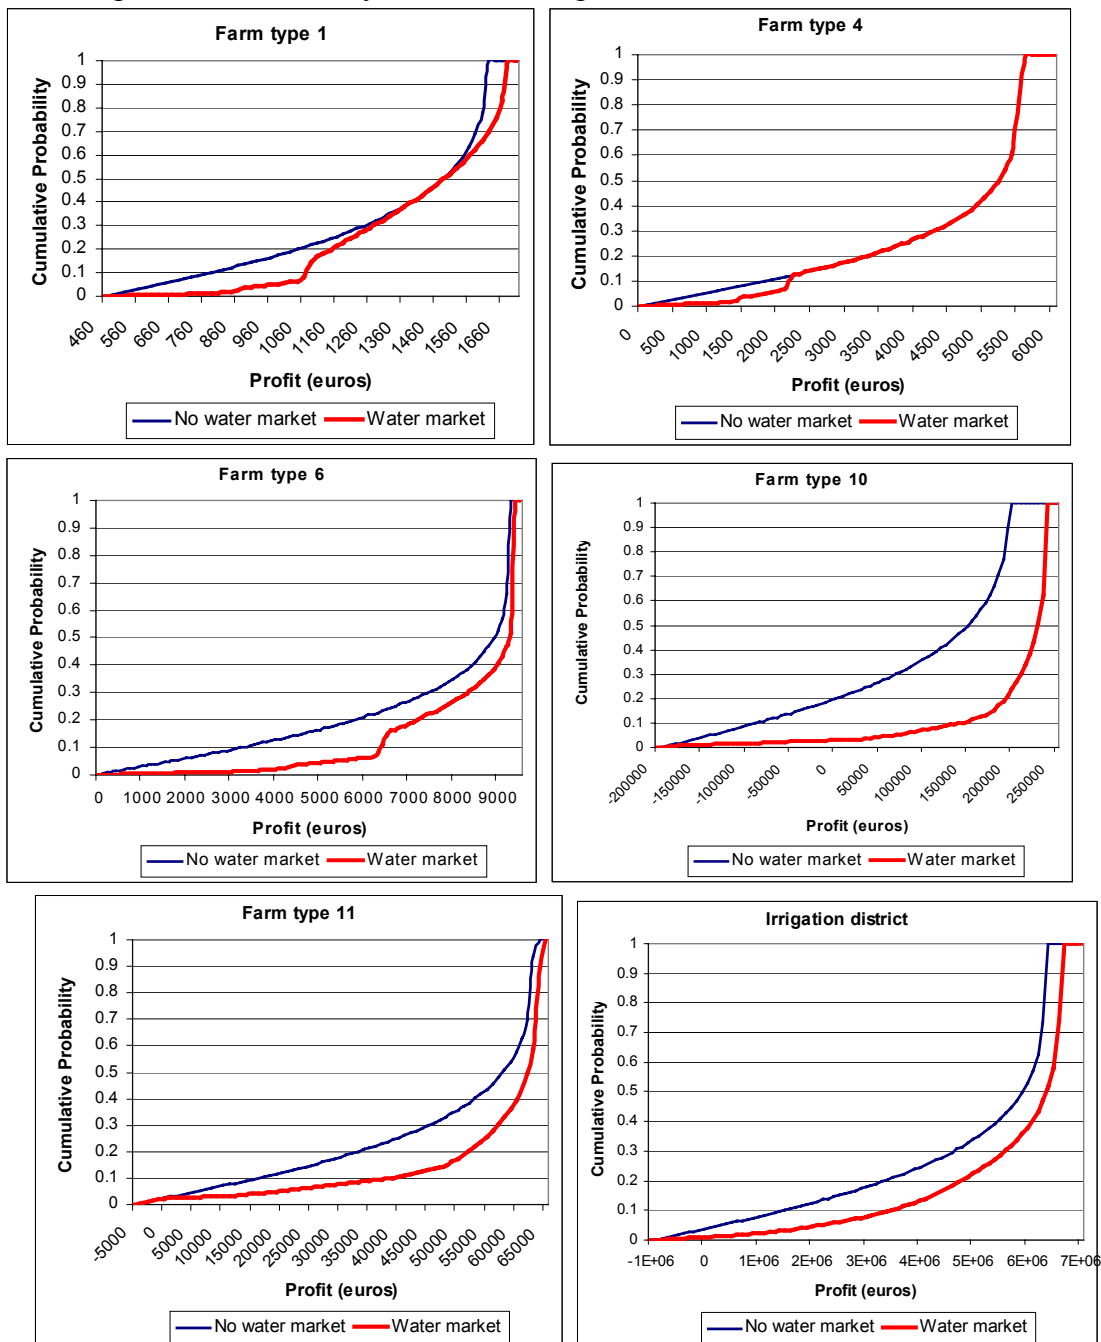 Farm type 1
1
0.9
0.8
0.7
0.6
0.5
0.4
0.3
0.2
0.1
0
Cumulative Probability
460 560 660 760 860 960 1060 1160 1260 1360 1460 1560 1660
Profit (euros)
No water market Water market
Farm type 4
1
0.9
0.8
0.7
0.6
0.5
0.4
0.3
0.2
0.1
0
Cumulative Probability
0 500 1000 1500 2000 2500 3000 3500 4000 4500 5000 5500 6000
Profit (euros)
No water market Water market
Farm type 6
1
0.9
0.8
0.7
0.6
0.5
0.4
0.3
0.2
0.1
0
Cumulative Probability
0 1000 2000 3000 4000 5000 6000 7000 8000 9000
Profit (euros)
No water market Water market
Farm type 10
1
0.9
0.8
0.7
0.6
0.5
0.4
0.3
0.2
0.1
0
Cumulative Probability
-200000 -150000 -100000 -50000 0 50000 100000 150000 200000 250000
Profit (euros)
No water market Water market
Farm type 11
1
0.9
0.8
0.7
0.6
0.5
0.4
0.3
0.2
0.1
0
Cumulative Probability
-5000 0 5000 10000 15000 20000 25000 30000 35000 40000 45000 50000 55000 60000 65000
Profit (euros)
No water market Water market
Irrigation district
1
0.9
0.8
0.7
0.6
0.5
0.4
0.3
0.2
0.1
0
Cumulative Probability
-1E+06 0 1E+06 2E+06 3E+06 4E+06 5E+06 6E+06 7E+06
Profit (euros)
No water market Water market